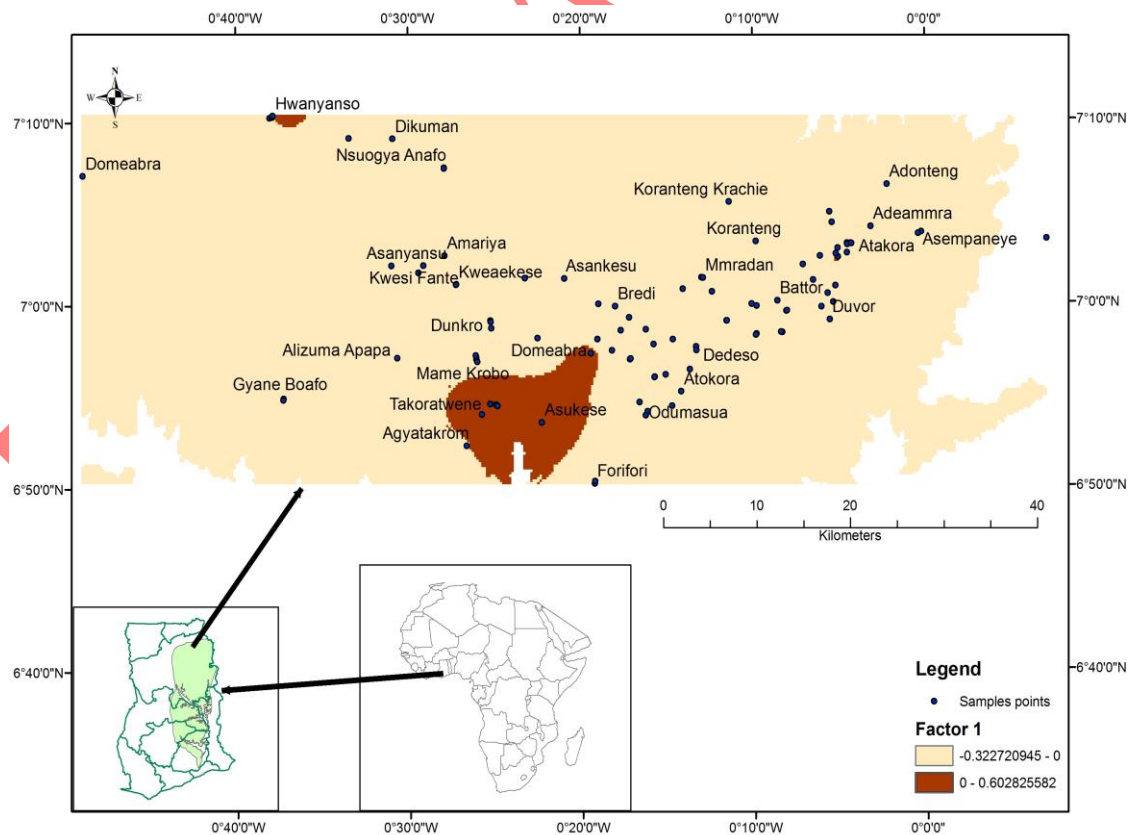 0°40'0"W 0°30'0"W 0°20'0"W 0°10'0"W 0°0'0"
N
W E
S
Hwanyanso
7°10'0"N 7°10'0"N
Dikuman
Nsuogya Anafo
Domeabra
Adonteng
Koranteng Krachie
Adeammra
Koranteng
Atakora Asempaneye
Amariya
Asanyansu
Mmradan
Kwesi Fante Kweaekese
Asankesu
Battor
7°0'0"N 7°0'0"N
Bredi
Duvor
Dunkro
Alizuma Apapa
Domeabra
Dedeso
Mame Krobo
Atokora
Gyane Boafo
Takoratwene
Asukese
Odumasua
Agyatakrom
Forifori
6°50'0"N 6°50'0"N
0 10 20 40
Kilometers
6°40'0"N 6°40'0"N
Legend
Samples points
Factor 1
-0.322720945 - 0
0 - 0.602825582
0°40'0"W 0°30'0"W 0°20'0"W 0°10'0"W 0°0'0"